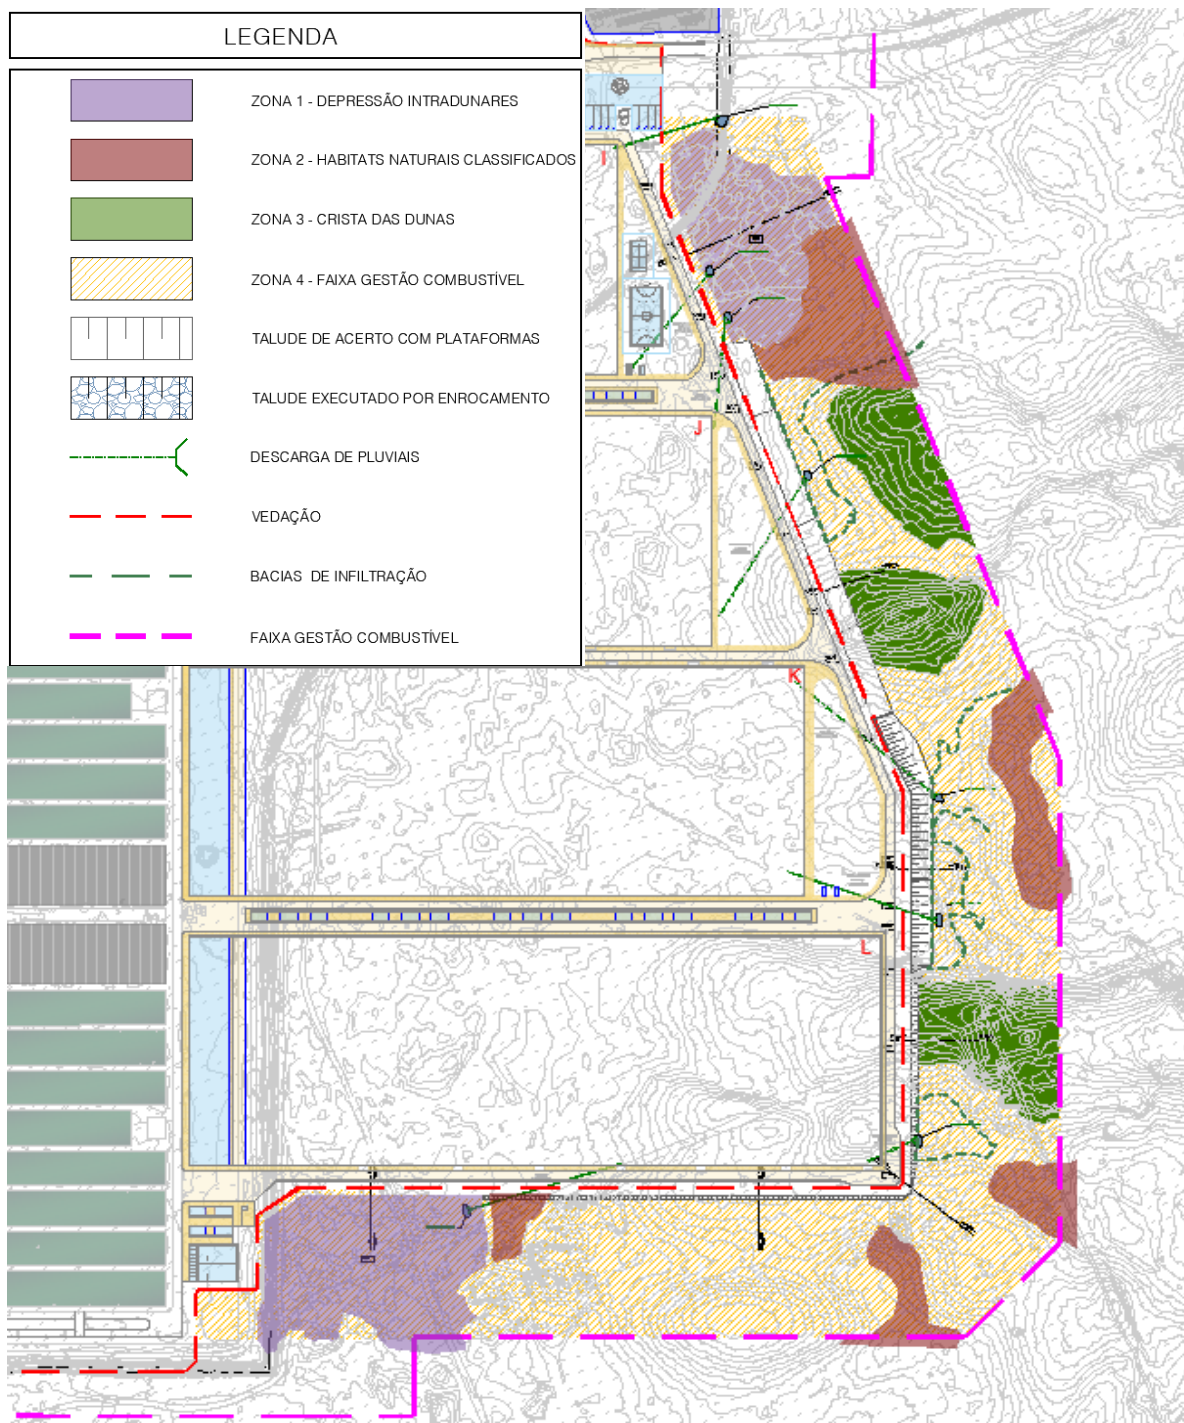 LEGENDA
ZONA 1 - DEPRESSÃO INTRADUNARES
ZONA 2 - HABITATS NATURAIS CLASSIFICADOS
ZONA 3 - CRISTA DAS DUNAS
ZONA 4 - FAIXA GESTÃO COMBUSTÍVEL
TALUDE DE ACERTO COM PLATAFORMAS
TALUDE EXECUTADO POR ENROCAMENTO
DESCARGA DE PLUVIAIS
VEDAÇÃO
BACIAS DE INFILTRAÇÃO
FAIXA GESTÃO COMBUSTÍVEL
I
J
K
L